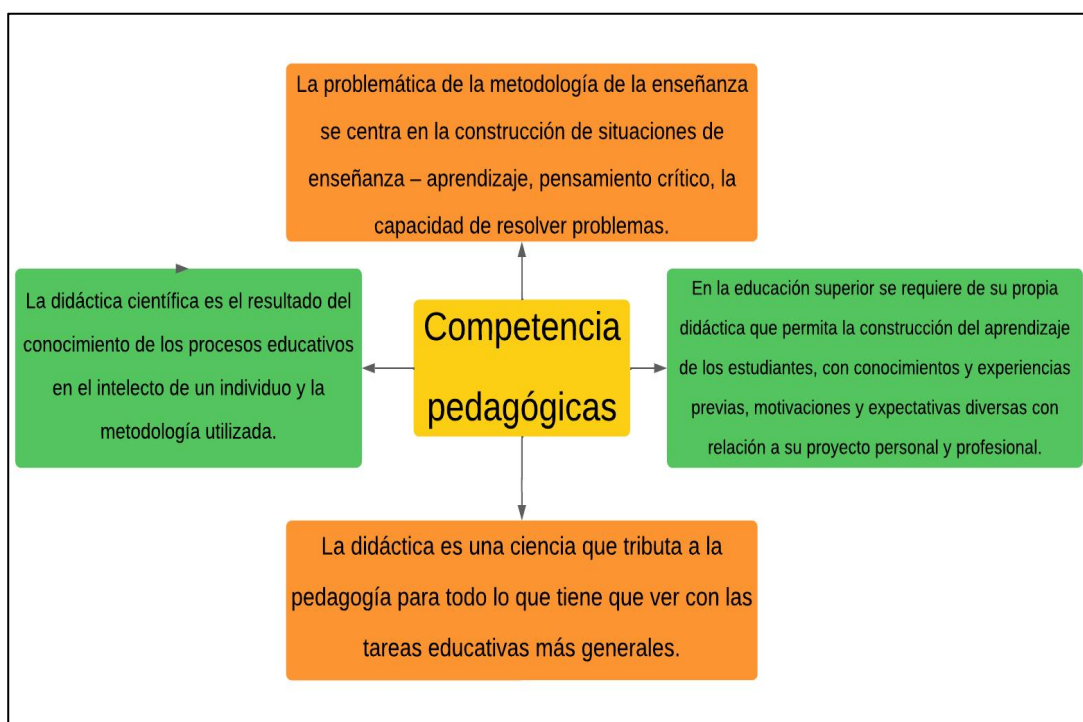 La problemática de la metodología de la enseñanza
se centra en la construcción de situaciones de
enseñanza – aprendizaje, pensamiento crítico, la
capacidad de resolver problemas.
La didáctica científica es el resultado del
conocimiento de los procesos educativos
en el intelecto de un individuo y la
metodología utilizada.
Competencia
pedagógicas
En la educación superior se requiere de su propia
didáctica que permita la construcción del aprendizaje
de los estudiantes, con conocimientos y experiencias
previas, motivaciones y expectativas diversas con
relación a su proyecto personal y profesional.
La didáctica es una ciencia que tributa a la
pedagogía para todo lo que tiene que ver con las
tareas educativas más generales.